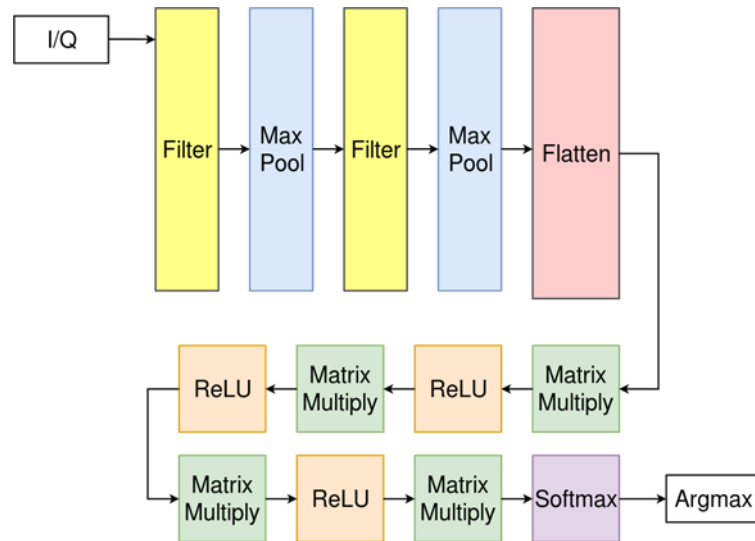 I/Q
Filter
Max
Pool
Filter
Max
Pool
Flatten
Matrix
Multiply
ReLU
Matrix
Multiply
ReLU
Matrix
Multiply
ReLU
Matrix
Multiply
Softmax
Argmax